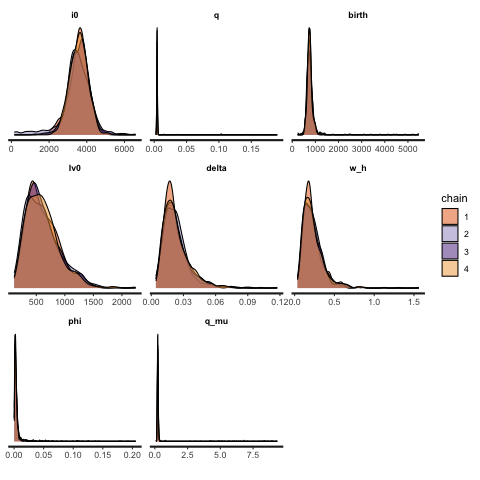 i0 q birth
0 2000 4000 6000 0.00 0.05 0.10 0.15 0 1000 2000 3000 4000 5000
lv0 delta w_h
500 1000 1500 2000 0.00 0.03 0.06 0.09 0.12 0.0 0.5 1.0 1.5
chain
1
2
3
4
phi q_mu
0.00 0.05 0.10 0.15 0.20 0.0 2.5 5.0 7.5